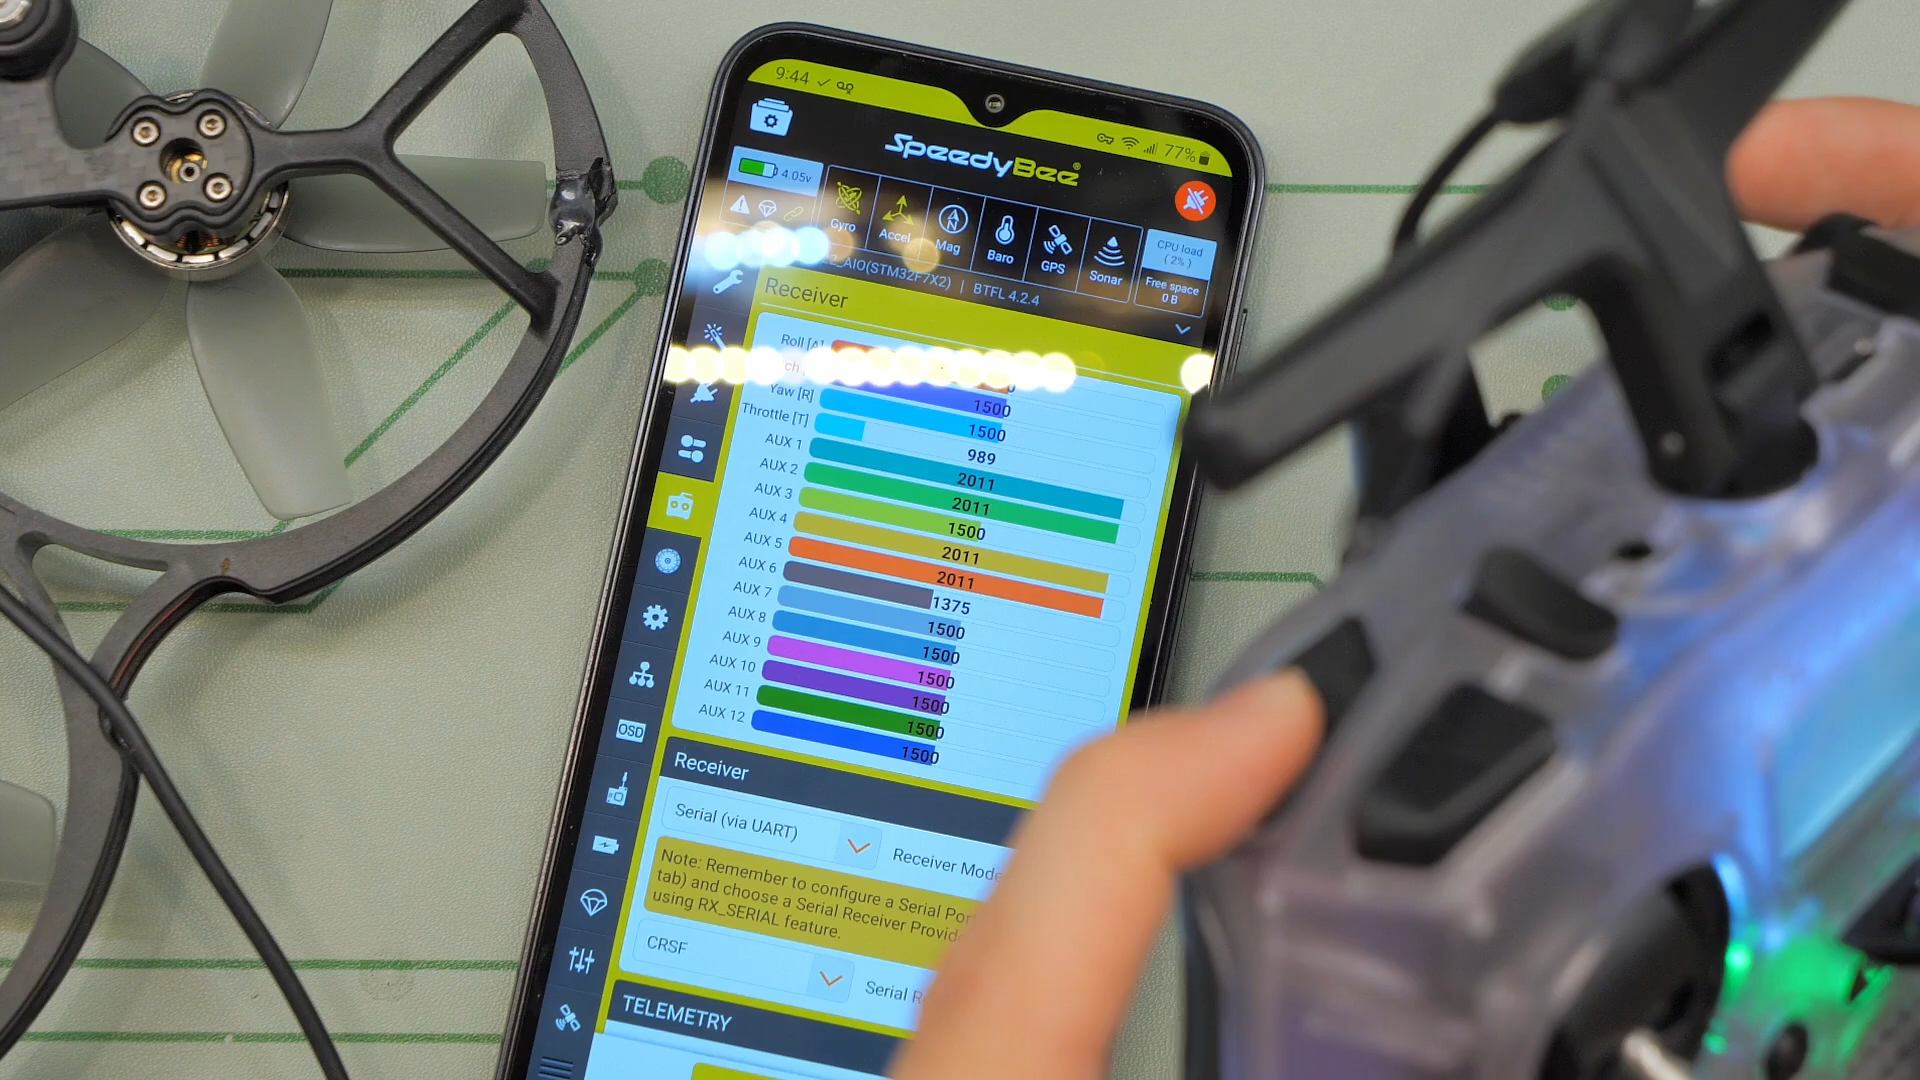 9:44
77%
SpeedyBee
4.05v
Gyro
Accel
Mag
Baro
GPS
Sonar
CPU load
( 2% )
Free space
0 B
_AIO(STM32F7X2) | BTFL 4.2.4
Receiver
Roll [A]
1500
Yaw [R]
1500
Throttle [T]
989
AUX 1
2011
AUX 2
2011
AUX 3
1500
AUX 4
2011
AUX 5
2011
AUX 6
1375
AUX 7
1500
AUX 8
1500
AUX 9
1500
AUX 10
1500
AUX 11
1500
AUX 12
1500
OSD
Receiver
Serial (via UART)
Receiver Mode
Note: Remember to configure a Serial Por
tab) and choose a Serial Receiver Provide
using RX_SERIAL feature.
CRSF
Serial R
TELEMETRY